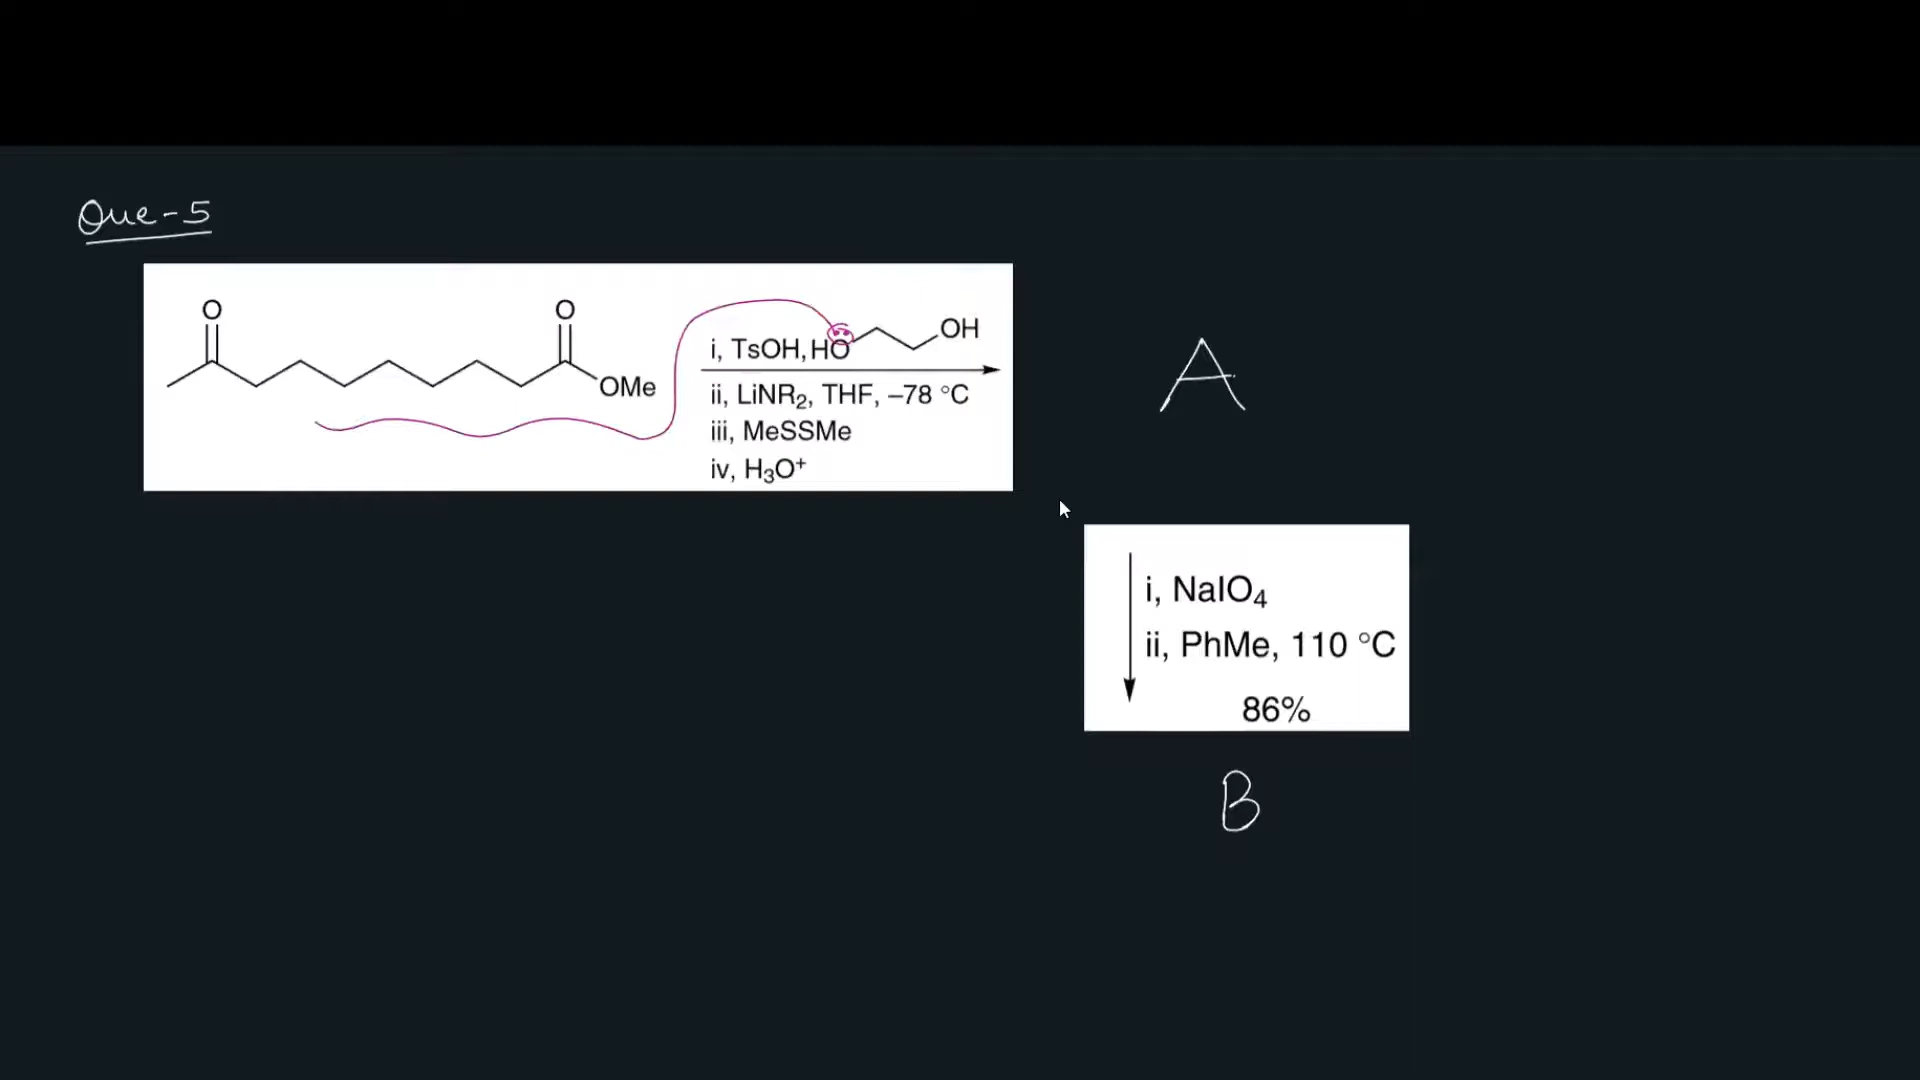 Que-5
O O
OMe
i, TsOH, HO OH
ii, LiNR₂, THF, –78 °C
iii, MeSSMe
iv, H₃O⁺
A
i, NaIO₄
ii, PhMe, 110 °C
86%
B